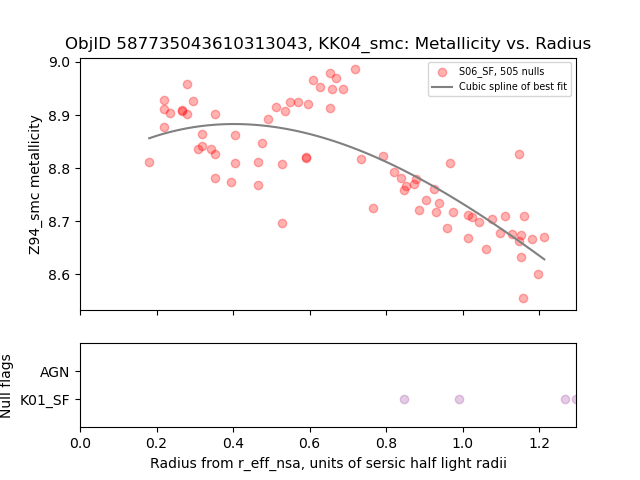 ObjID 587735043610313043, KK04_smc: Metallicity vs. Radius
9.0
8.9
8.8
8.7
8.6
Z94_smc metallicity
S06_SF, 505 nulls
Cubic spline of best fit
Null flags
AGN
K01_SF
0.0 0.2 0.4 0.6 0.8 1.0 1.2
Radius from r_eff_nsa, units of sersic half light radii